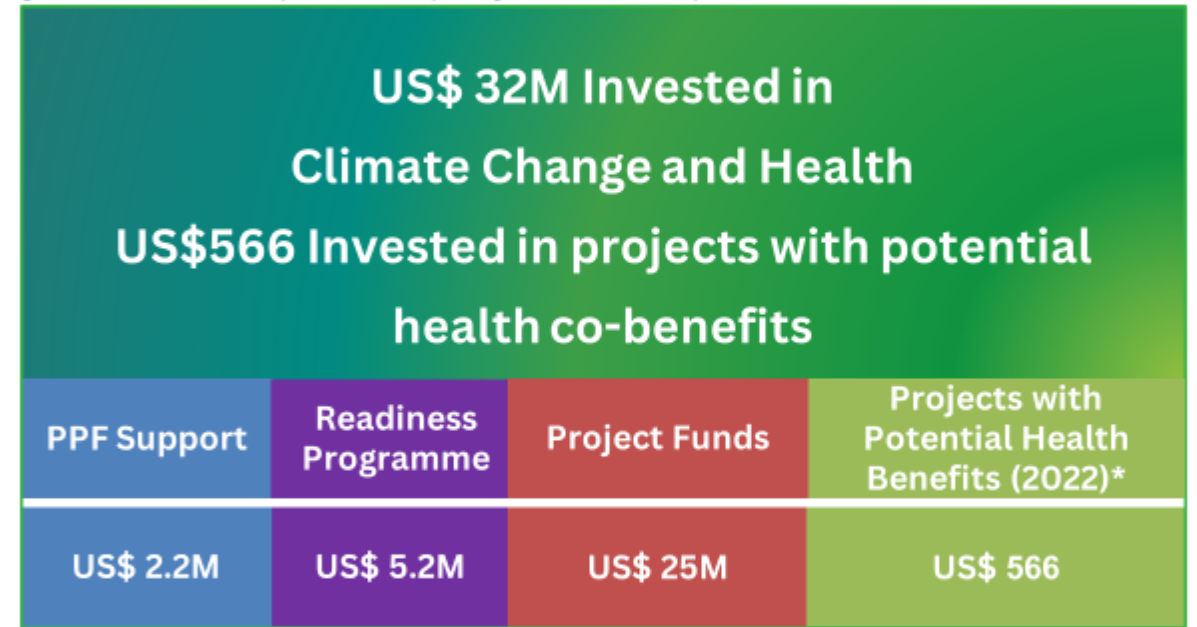 US$ 32M Invested in
Climate Change and Health
US$566 Invested in projects with potential
health co-benefits
PPF Support
Readiness
Programme
Project Funds
Projects with
Potential Health
Benefits (2022)*
US$ 2.2M
US$ 5.2M
US$ 25M
US$ 566